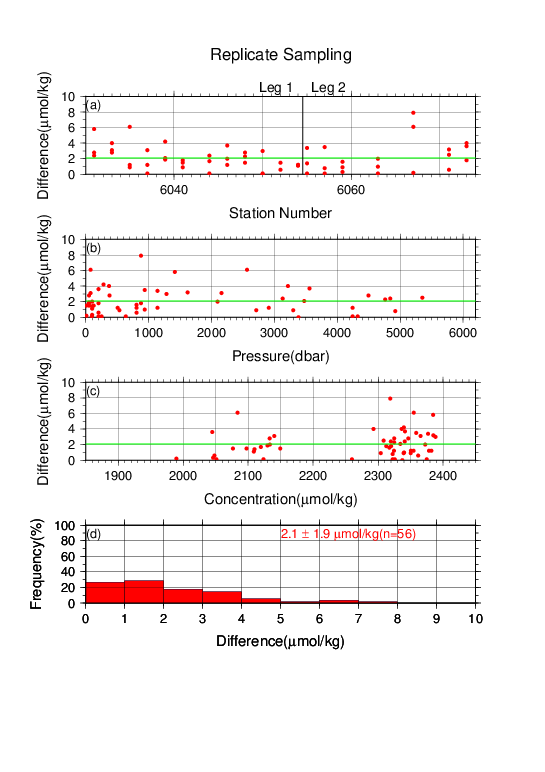 Replicate Sampling
Leg 1 Leg 2
Difference(μmol/kg)
10
8
6
4
2
0
(a)
6040 6060
Station Number
Difference(μmol/kg)
10
8
6
4
2
0
(b)
0 1000 2000 3000 4000 5000 6000
Pressure(dbar)
Difference(μmol/kg)
10
8
6
4
2
0
(c)
1900 2000 2100 2200 2300 2400
Concentration(μmol/kg)
Frequency(%)
100
80
60
40
20
0
(d)
2.1 ± 1.9 μmol/kg(n=56)
0 1 2 3 4 5 6 7 8 9 10
Difference(μmol/kg)